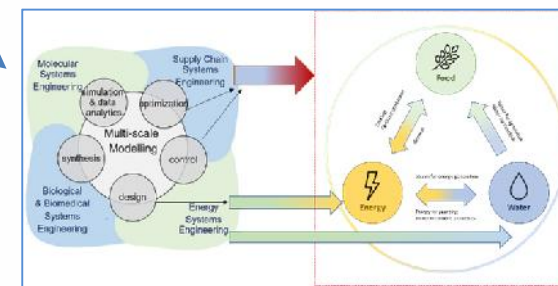 Molecular
Systems
Engineering
Supply Chain
Systems
Engineering
simulation
& data
analytics
optimization
Multi-scale
Modelling
synthesis
control
design
Biological
& Biomedical
Systems
Engineering
Energy
Systems
Engineering
Food
Energy
Water